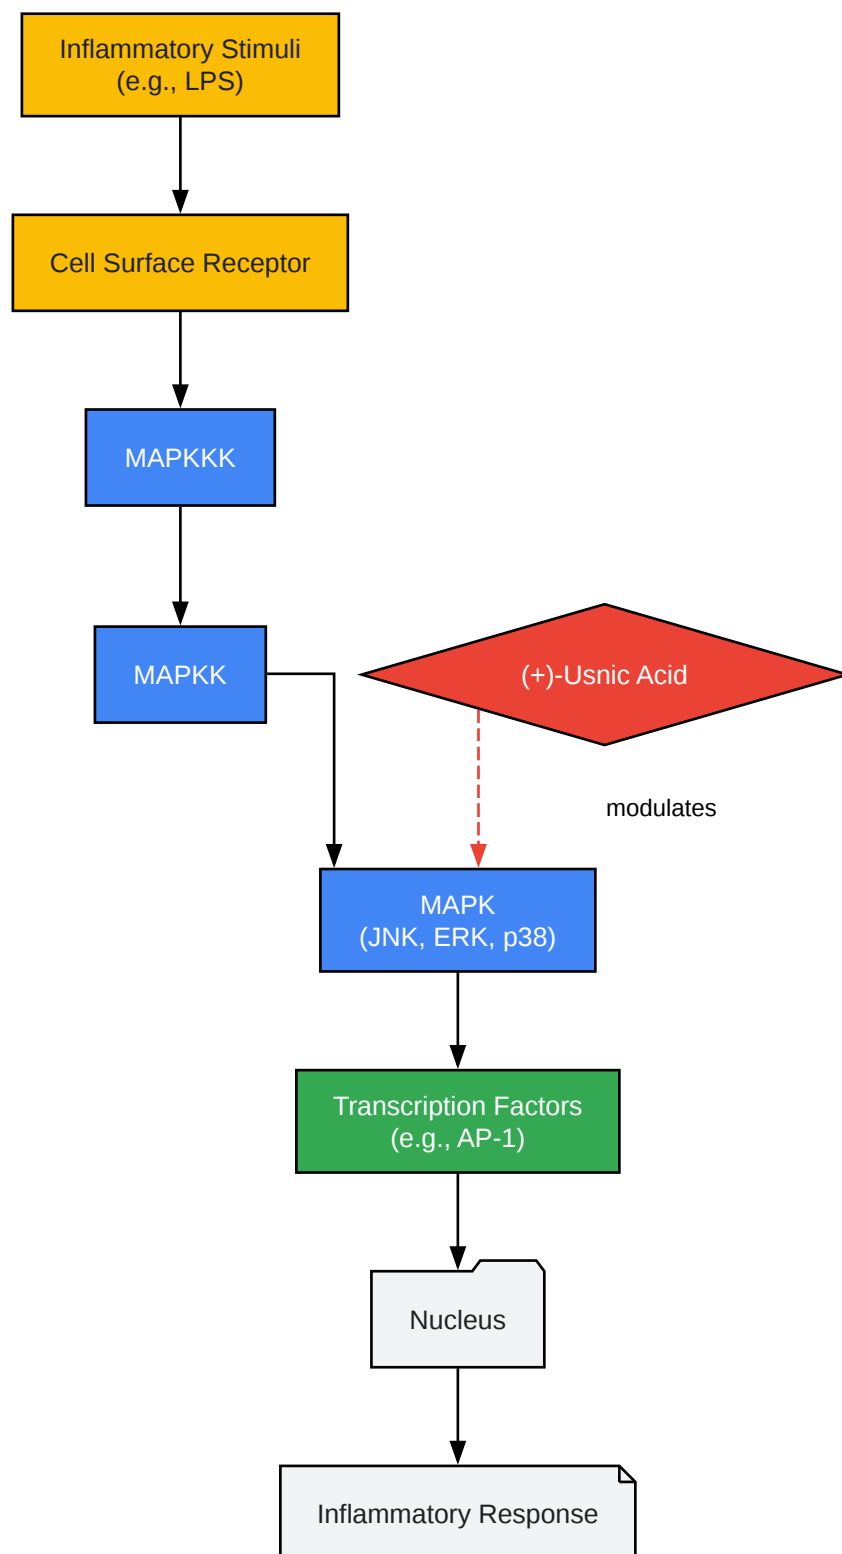 Inflammatory Stimuli
(e.g., LPS)
Cell Surface Receptor
MAPKKK
MAPKK
(+)-Usnic Acid
modulates
MAPK
(JNK, ERK, p38)
Transcription Factors
(e.g., AP-1)
Nucleus
Inflammatory Response